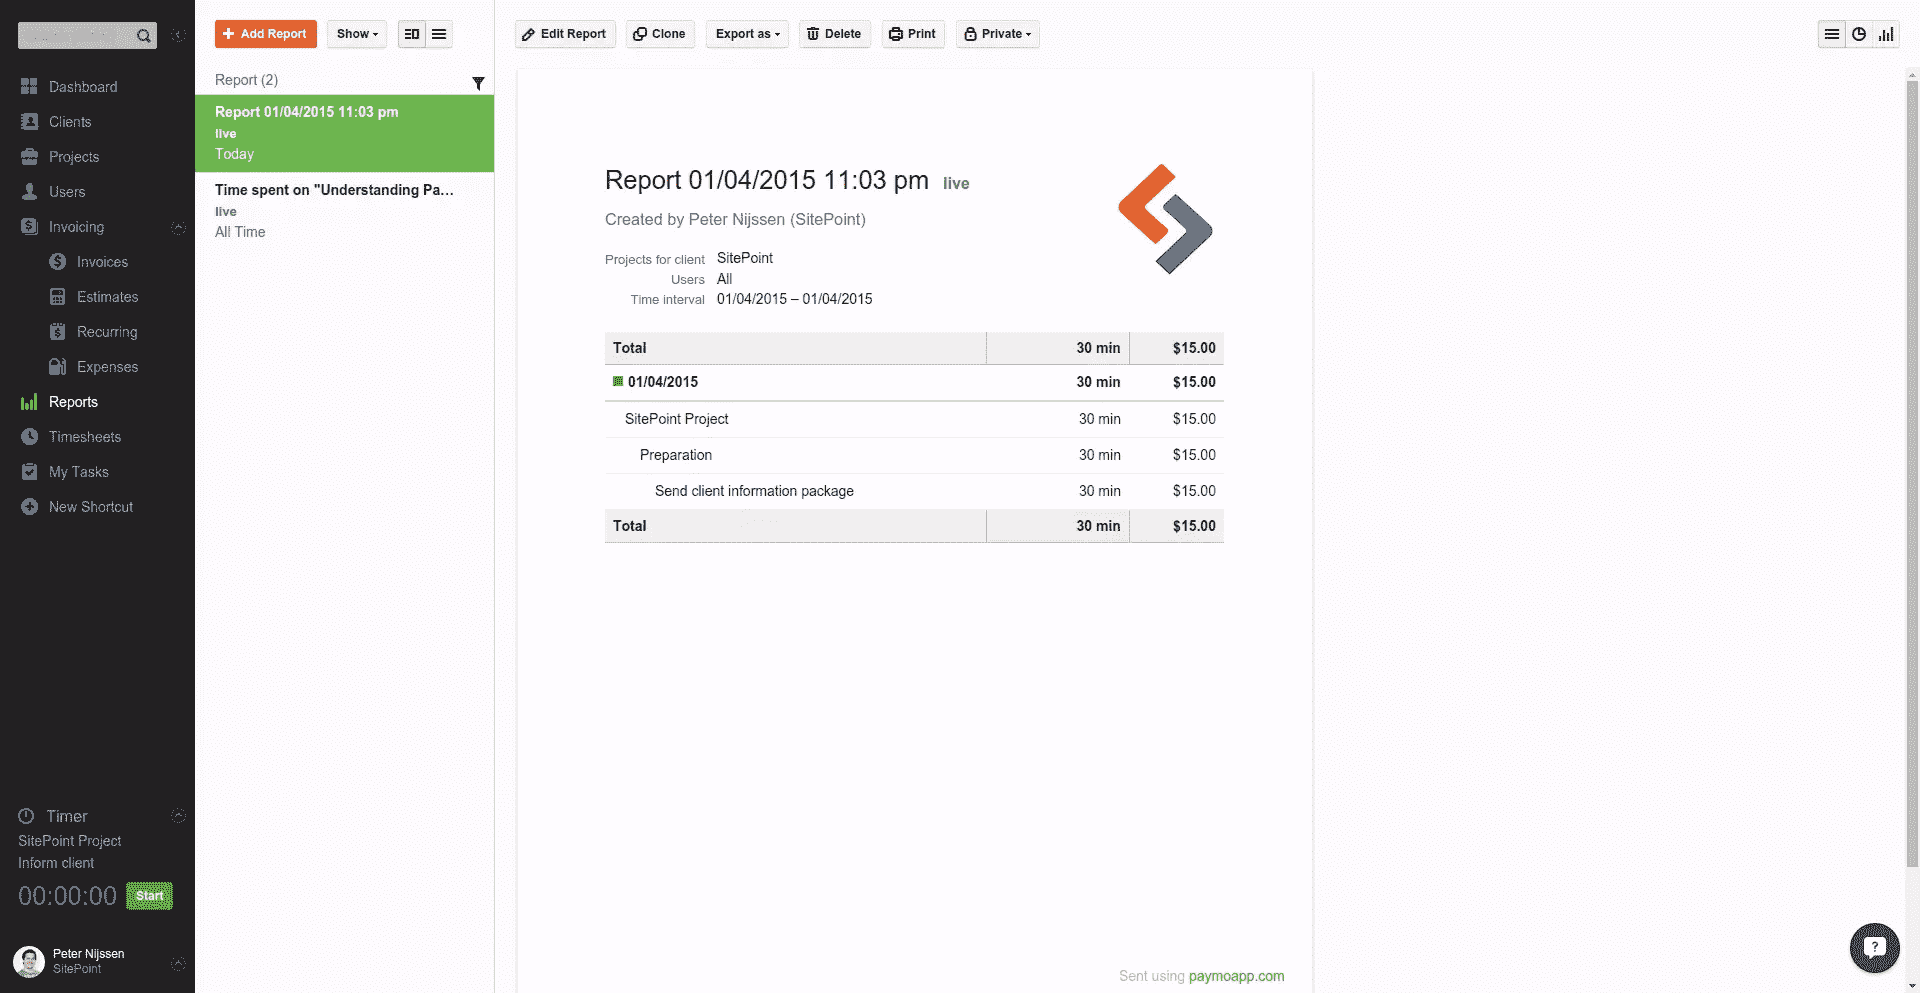 Dashboard
Clients
Projects
Users
Invoicing
Invoices
Estimates
Recurring
Expenses
Reports
Timesheets
My Tasks
New Shortcut
Timer
SitePoint Project
Inform client
00:00:00 Start
Peter Nijssen
SitePoint
+ Add Report Show
Report (2)
Report 01/04/2015 11:03 pm
live
Today
Time spent on "Understanding Pa...
live
All Time
Edit Report Clone Export as Delete Print Private
Report 01/04/2015 11:03 pm live
Created by Peter Nijssen (SitePoint)
Projects for client SitePoint
Users All
Time interval 01/04/2015 – 01/04/2015
Total 30 min $15.00
01/04/2015 30 min $15.00
SitePoint Project 30 min $15.00
Preparation 30 min $15.00
Send client information package 30 min $15.00
Total 30 min $15.00
Sent using paymoapp.com